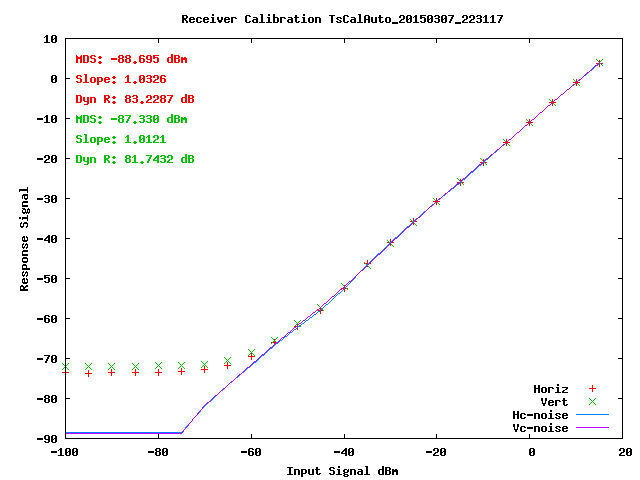 Receiver Calibration TsCalAuto_20150307_223117
MDS: -88.695 dBm
Slope: 1.0326
Dyn R: 83.2287 dB
MDS: -87.330 dBm
Slope: 1.0121
Dyn R: 81.7432 dB
10
0
-10
-20
-30
-40
-50
-60
-70
-80
-90
Response Signal
Horiz
Vert
Hc-noise
Vc-noise
-100 -80 -60 -40 -20 0 20
Input Signal dBm